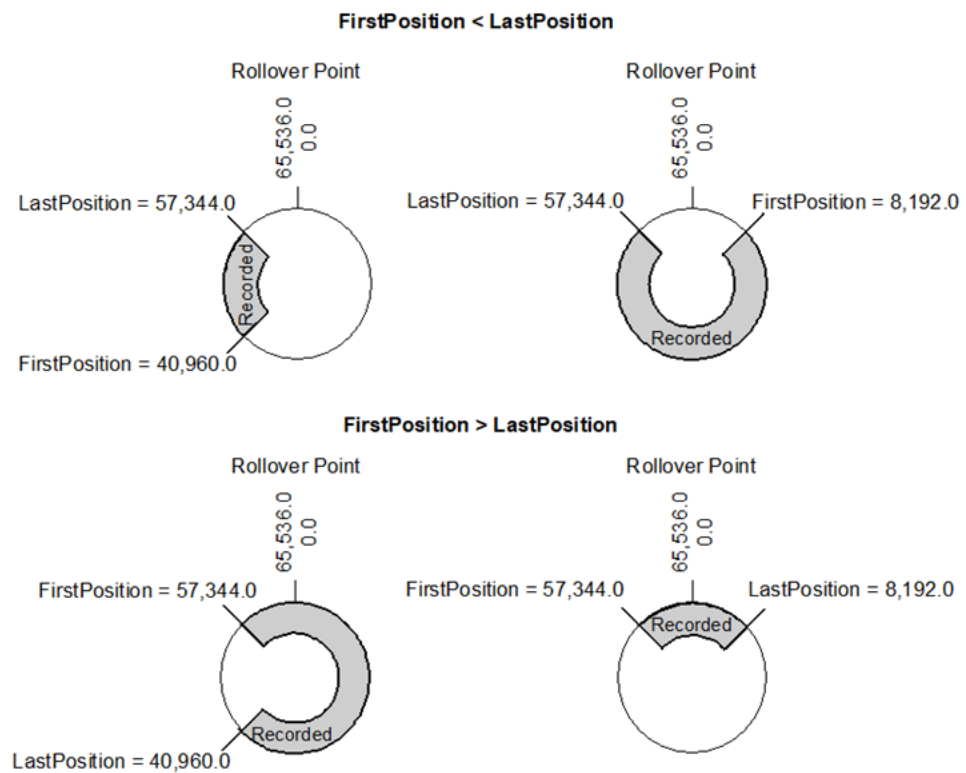 FirstPosition < LastPosition
Rollover Point
65,536.0
0.0
LastPosition = 57,344.0
Recorded
FirstPosition = 40,960.0
Rollover Point
65,536.0
0.0
LastPosition = 57,344.0
FirstPosition = 8,192.0
Recorded
FirstPosition > LastPosition
Rollover Point
65,536.0
0.0
FirstPosition = 57,344.0
Recorded
LastPosition = 40,960.0
Rollover Point
65,536.0
0.0
FirstPosition = 57,344.0
LastPosition = 8,192.0
Recorded